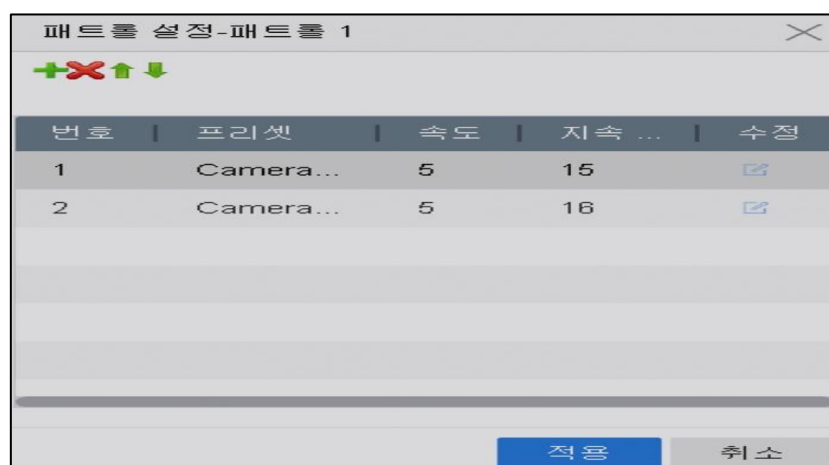 패트롤 설정-패트롤 1
번호 프리셋 속도 지속 ... 수정
1 Camera... 5 15
2 Camera... 5 16
적용 취소